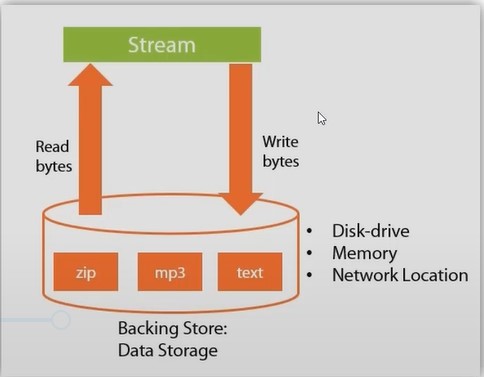 Stream
Read
bytes
Write
bytes
• Disk-drive
• Memory
• Network Location
zip
mp3
text
Backing Store:
Data Storage